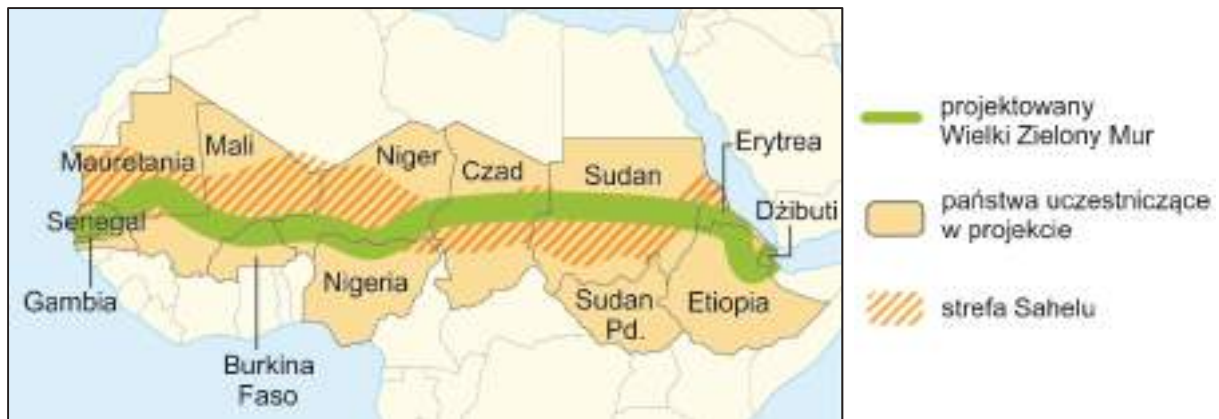 Mauretania
Mali
Niger
Czad
Sudan
Erytrea
Dżibuti
Senegal
Gambia
Burkina
Faso
Nigeria
Sudan
Pd.
Etiopia
projektowany
Wielki Zielony Mur
państwa uczestniczące
w projekcie
strefa Sahelu